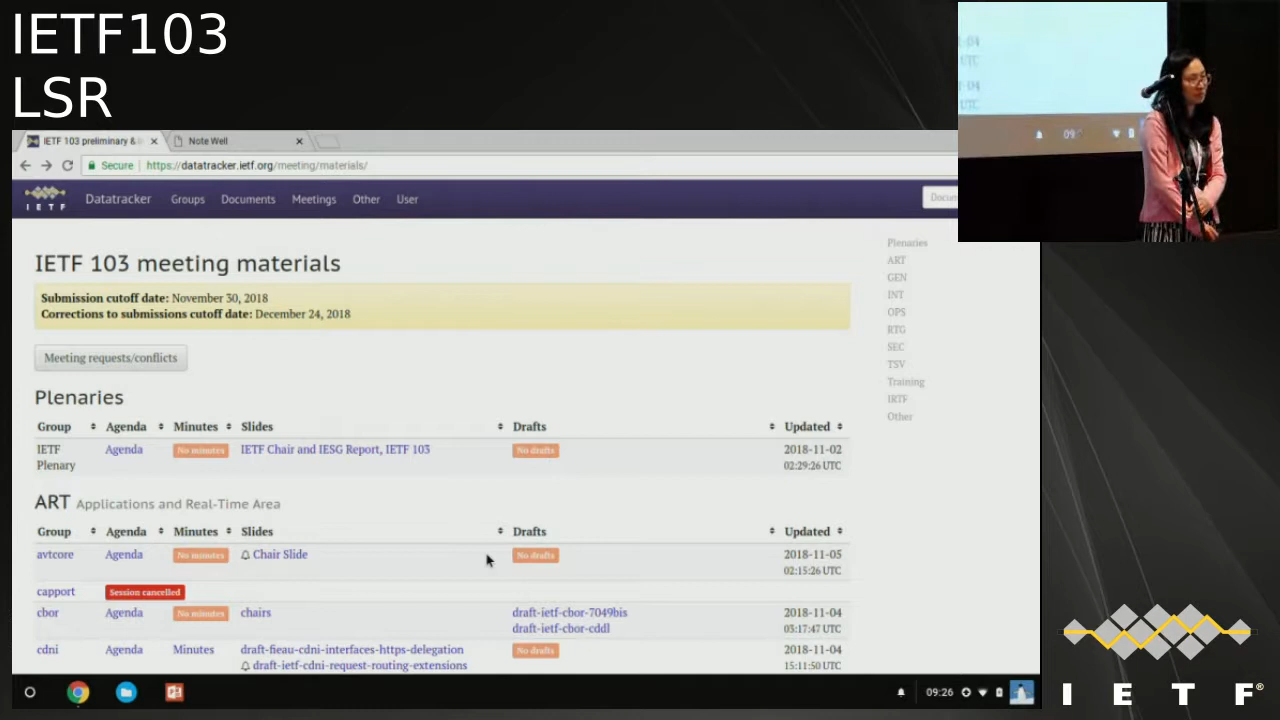 IETF103
LSR
IETF 103 preliminary &
Note Well
Secure https://datatracker.ietf.org/meeting/materials/
IETF Datatracker Groups Documents Meetings Other User
IETF 103 meeting materials
Submission cutoff date: November 30, 2018
Corrections to submissions cutoff date: December 24, 2018
Meeting requests/conflicts
Plenaries
Group Agenda Minutes Slides Drafts Updated
IETF Plenary Agenda No minutes IETF Chair and IESG Report, IETF 103 No drafts 2018-11-02
02:29:26 UTC
ART Applications and Real-Time Area
Group Agenda Minutes Slides Drafts Updated
avtcore Agenda No minutes Chair Slide No drafts 2018-11-05
02:15:26 UTC
capport Session cancelled
cbor Agenda No minutes chairs draft-ietf-cbor-7049bis 2018-11-04
draft-ietf-cbor-cddl 03:17:47 UTC
cdni Agenda Minutes draft-fieau-cdni-interfaces-https-delegation No drafts 2018-11-04
draft-ietf-cdni-request-routing-extensions 15:11:50 UTC
Plenaries
ART
GEN
INT
OPS
RTG
SEC
TSV
Training
IRTF
Other
09:26
-04
UTC
-04
UTC
IETF®